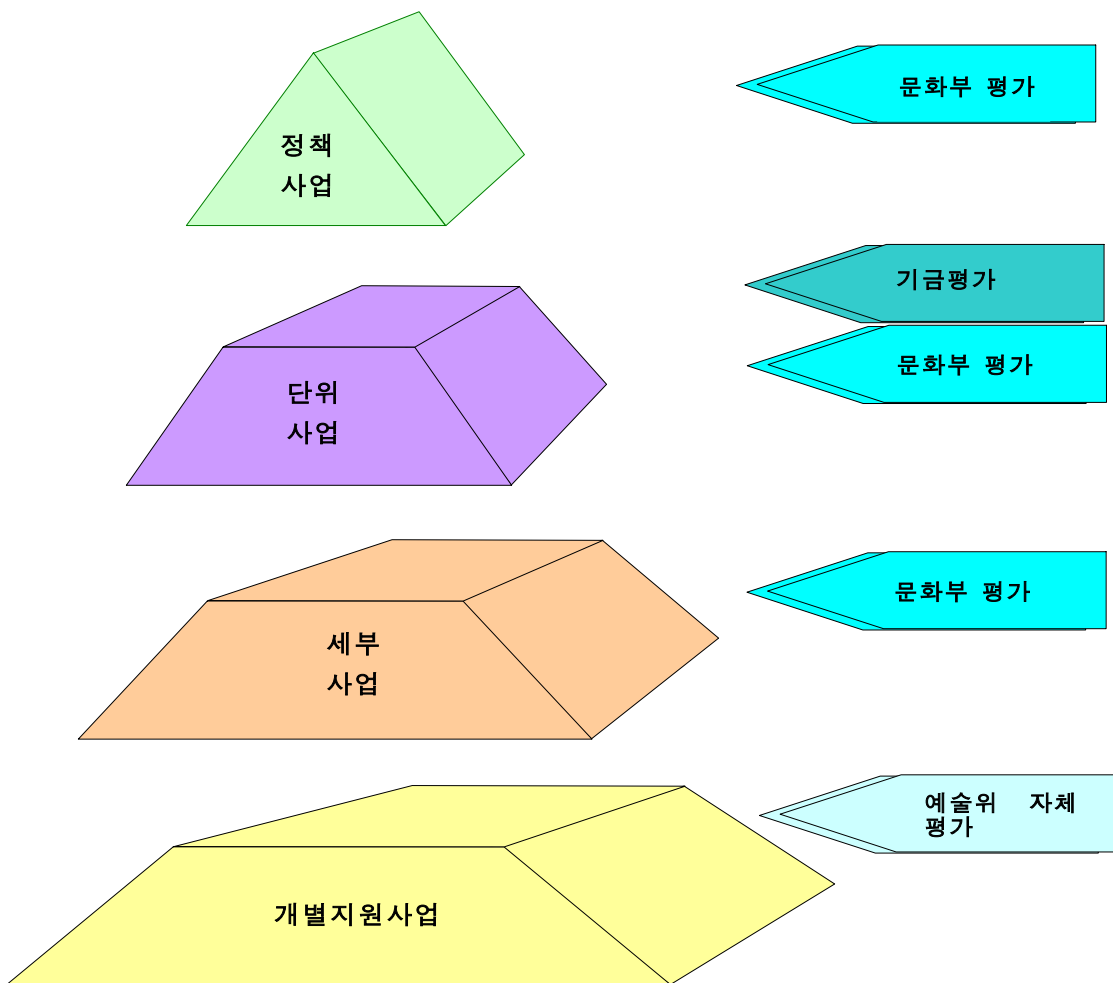 정책
사업
문화부 평가
단위
사업
기금평가
문화부 평가
세부
사업
문화부 평가
개별지원사업
예술위 자체
평가